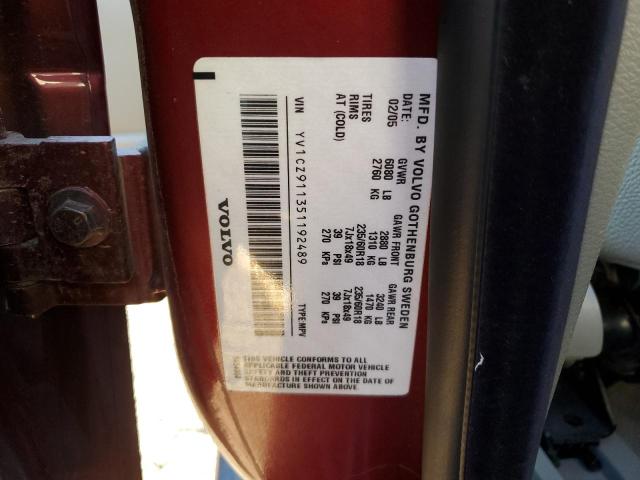 MFD. BY VOLVO GOTHENBURG SWEDEN
DATE: GVWR GAWR FRONT GAWR REAR
02/05 6080 LB 2880 LB 3240 LB
2760 KG 1310 KG 1470 KG
TIRES 235/60R18 235/60R18
RIMS 7Jx18x49 7Jx18x49
AT (COLD) 39 PSI 39 PSI
270 KPa 270 KPa
VIN YV1CZ911351192489 TYPE:MPV
VOLVO
THIS VEHICLE CONFORMS TO ALL
APPLICABLE FEDERAL MOTOR VEHICLE
SAFETY AND THEFT PREVENTION
STANDARDS IN EFFECT ON THE DATE OF
MANUFACTURE SHOWN ABOVE.